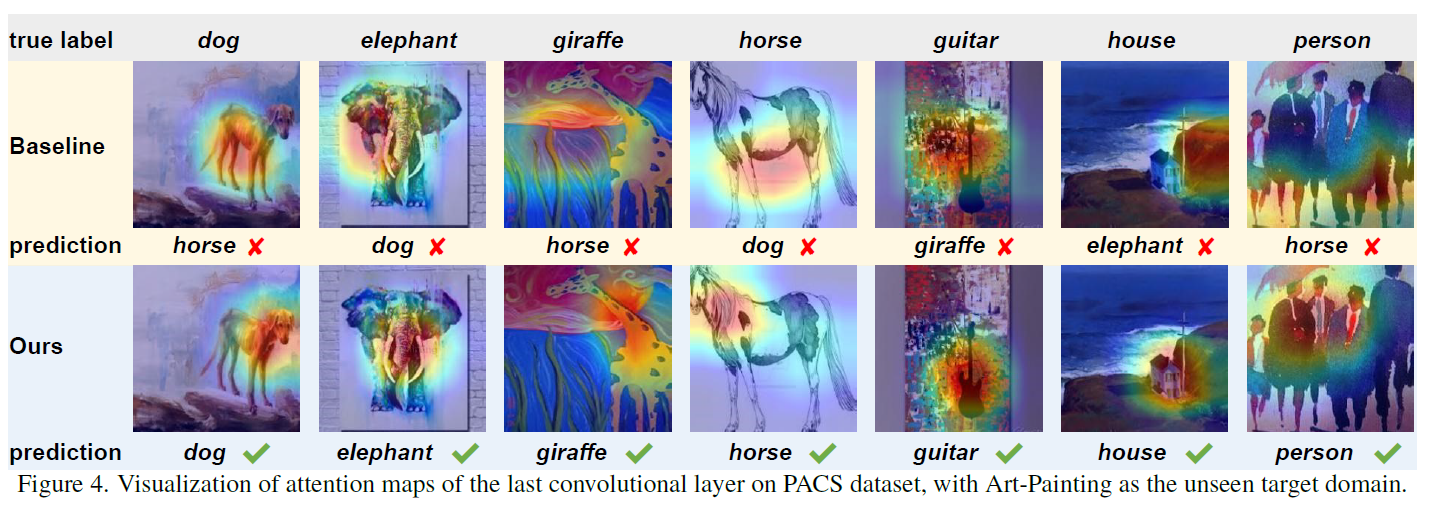 true label dog elephant giraffe horse guitar house person
Baseline
prediction horse ✘ dog ✘ horse ✘ dog ✘ giraffe ✘ elephant ✘ horse ✘
Ours
prediction dog ✔ elephant ✔ giraffe ✔ horse ✔ guitar ✔ house ✔ person ✔
Figure 4. Visualization of attention maps of the last convolutional layer on PACS dataset, with Art-Painting as the unseen target domain.